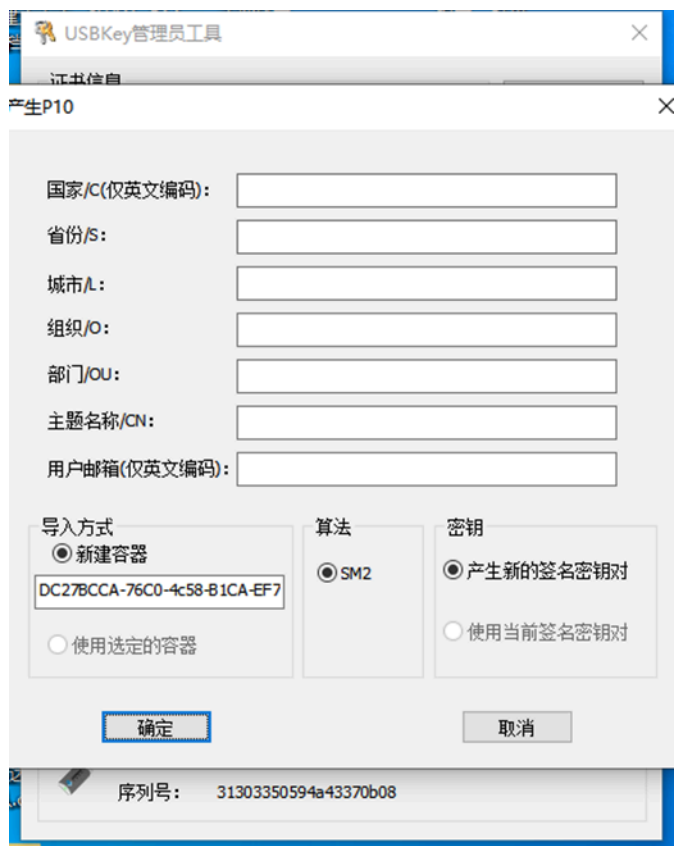 USBKey管理员工具
证书信息
产生P10
国家/C(仅英文编码):
省份/S:
城市/L:
组织/O:
部门/OU:
主题名称/CN:
用户邮箱(仅英文编码):
导入方式
新建容器
DC27BCCA-76C0-4c58-B1CA-EF7
使用选定的容器
算法
SM2
密钥
产生新的签名密钥对
使用当前签名密钥对
确定
取消
序列号: 31303350594a43370b08